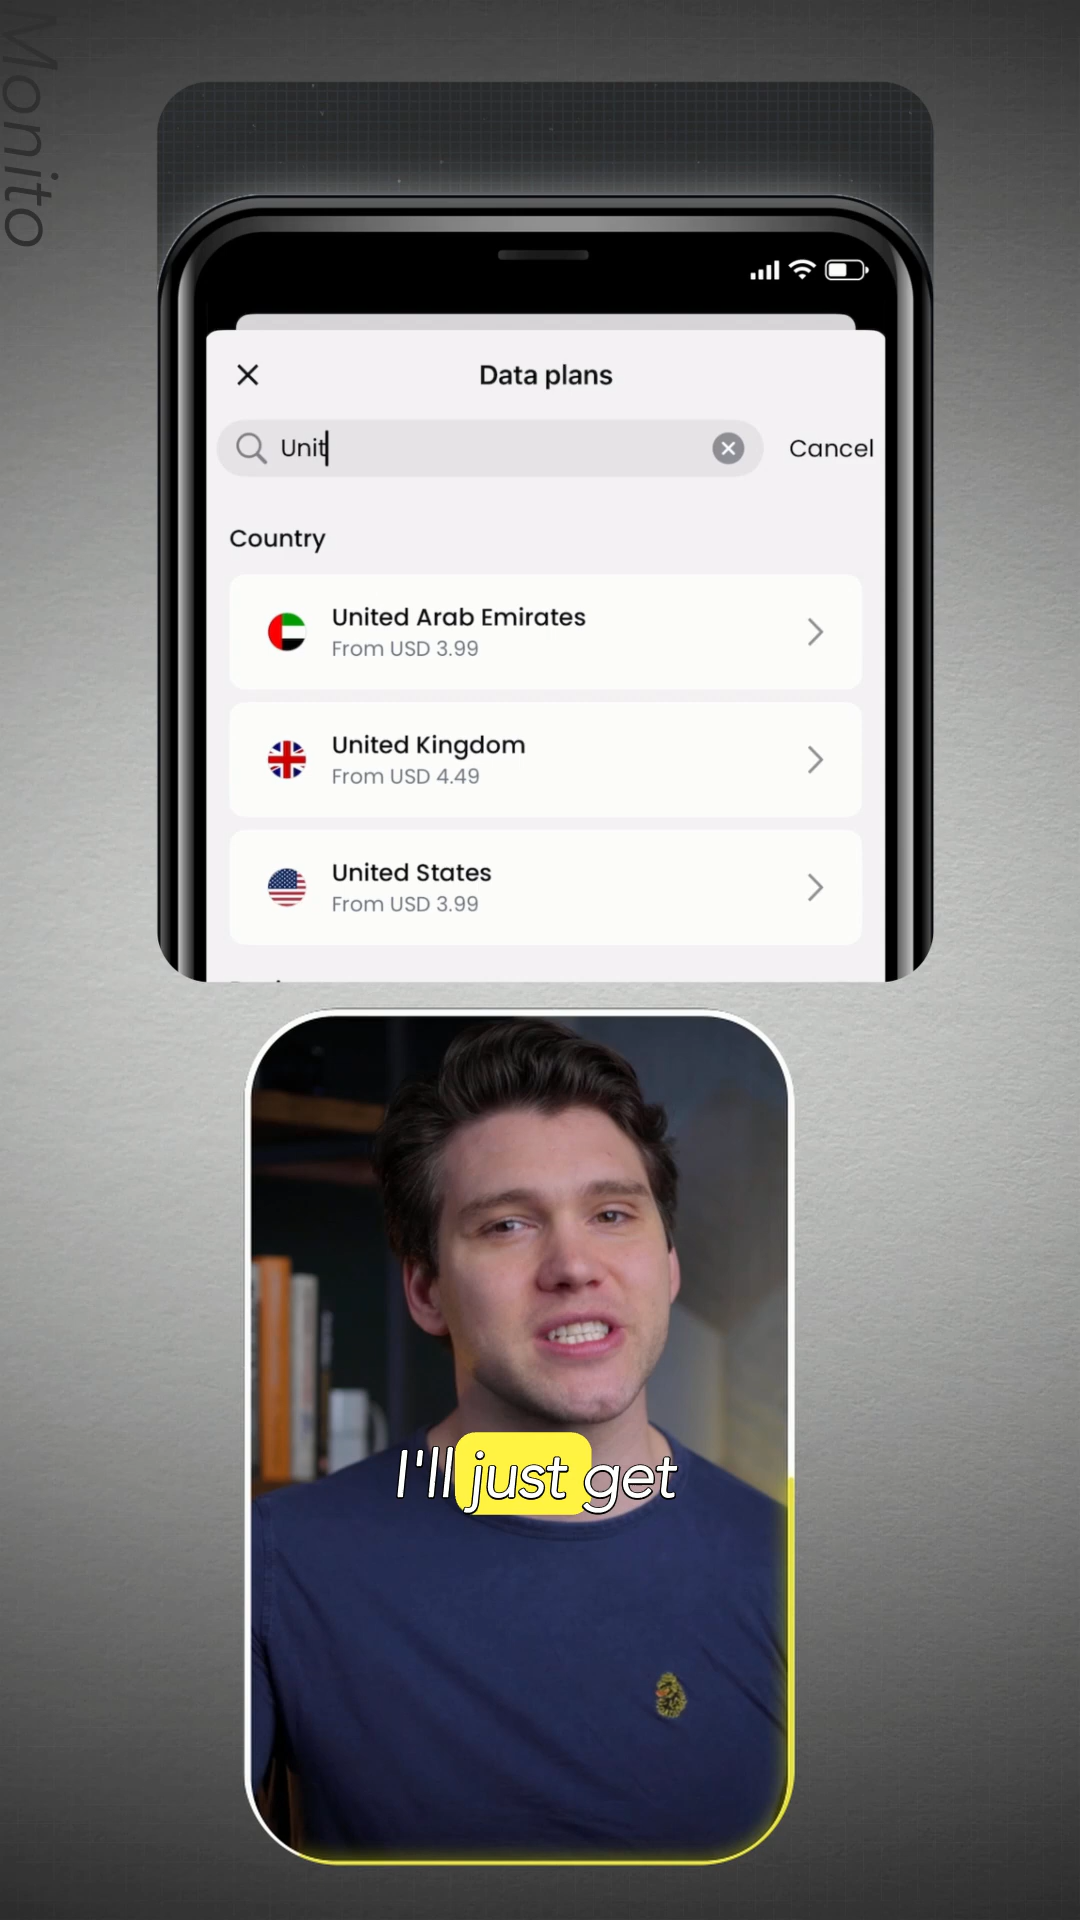 Monito
Data plans
Unit
Cancel
Country
United Arab Emirates
From USD 3.99
United Kingdom
From USD 4.49
United States
From USD 3.99
I'll just get